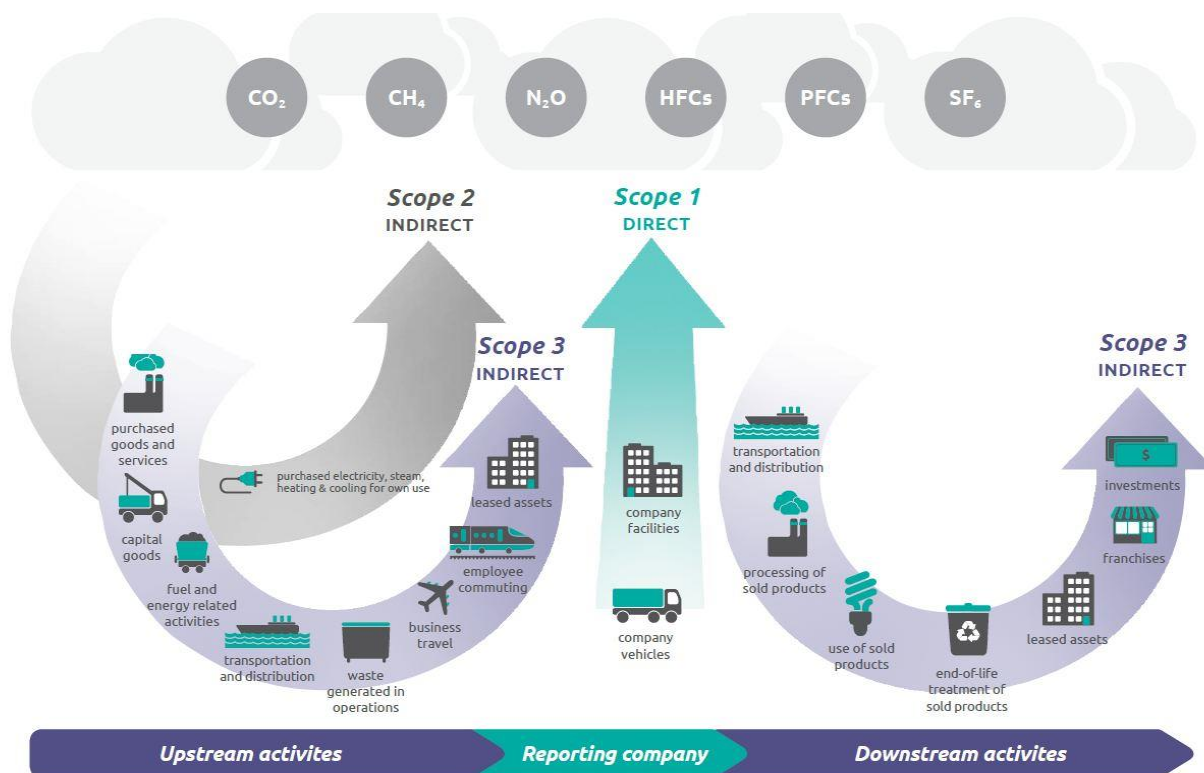 CO₂
CH₄
N₂O
HFCs
PFCs
SF₆
Scope 2
INDIRECT
Scope 1
DIRECT
Scope 3
INDIRECT
Scope 3
INDIRECT
purchased
goods and
services
capital
goods
fuel and
energy related
activities
transportation
and distribution
waste
generated in
operations
business
travel
employee
commuting
leased assets
purchased electricity, steam,
heating & cooling for own use
company
facilities
company
vehicles
transportation
and distribution
processing of
sold products
use of sold
products
end-of-life
treatment of
sold products
leased assets
franchises
$
investments
Upstream activites
Reporting company
Downstream activites